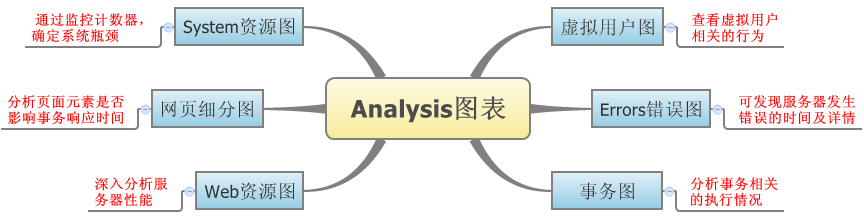 通过监控计数器，
确定系统瓶颈
System资源图
虚拟用户图
查看虚拟用户
相关的行为
分析页面元素是否
影响事务响应时间
网页细分图
Analysis图表
Errors错误图
可发现服务器发生
错误的时间及详情
深入分析服
务器性能
Web资源图
事务图
分析事务相关
的执行情况